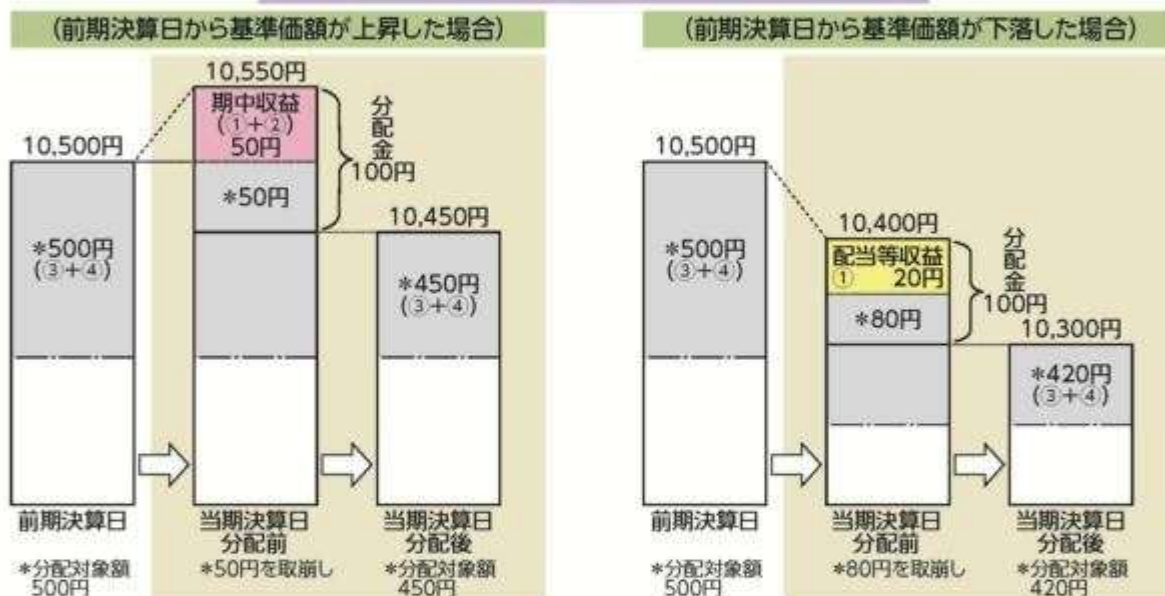 (前期決算日から基準価額が上昇した場合)
10,550円
期中収益
(①+②)
50円
分配金
100円
10,500円
*50円
10,450円
*500円
(③+④)
*450円
(③+④)
前期決算日
当期決算日
分配前
当期決算日
分配後
*分配対象額
500円
*50円を取崩し
*分配対象額
450円
(前期決算日から基準価額が下落した場合)
10,500円
10,400円
*500円
(③+④)
配当等収益
① 20円
分配金
100円
*80円
10,300円
*420円
(③+④)
前期決算日
当期決算日
分配前
当期決算日
分配後
*分配対象額
500円
*80円を取崩し
*分配対象額
420円